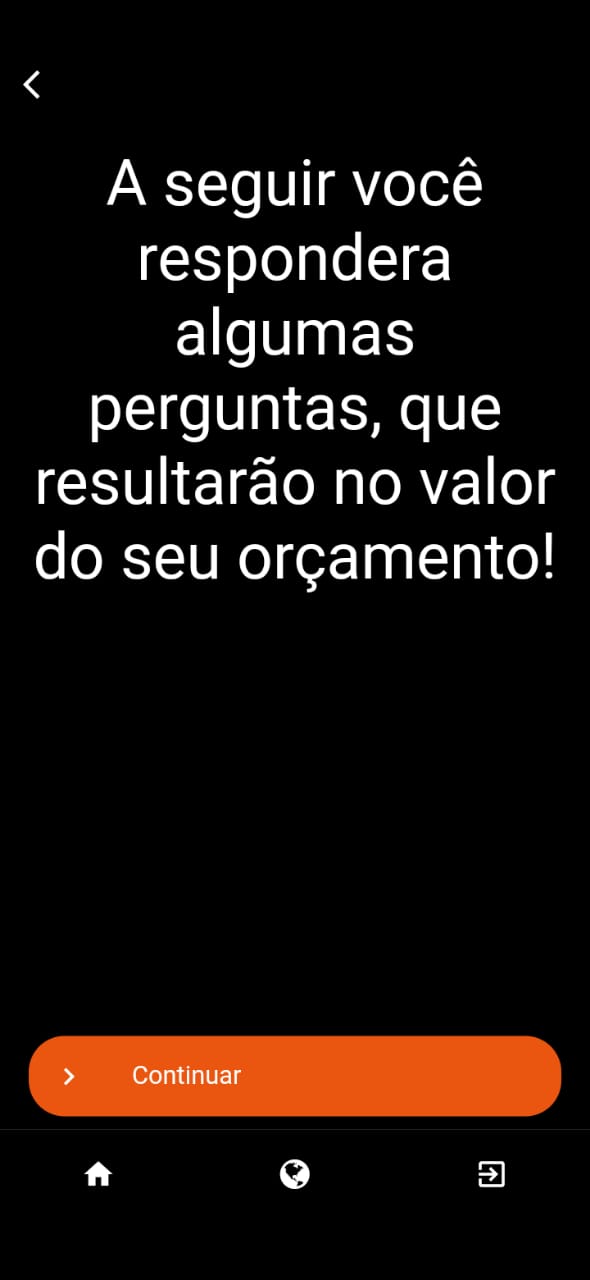 A seguir você
respondera
algumas
perguntas, que
resultarão no valor
do seu orçamento!
Continuar